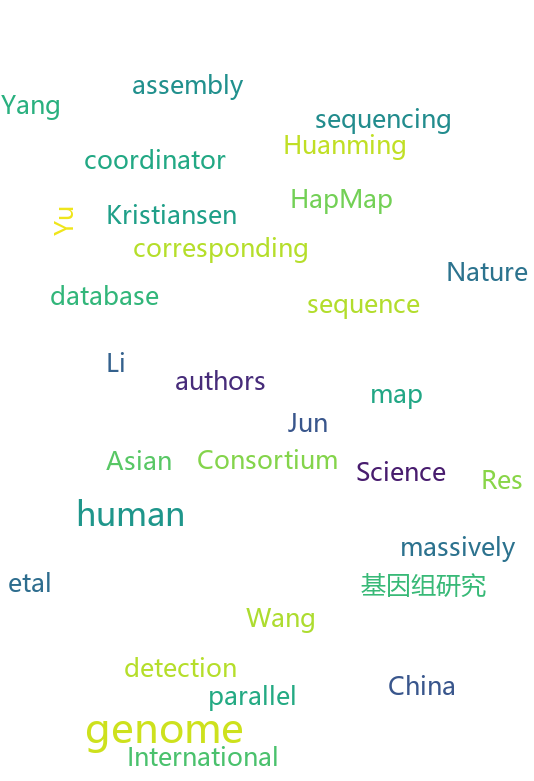 assembly
Yang
sequencing
Huanming
coordinator
HapMap
Kristiansen
Yu
corresponding
Nature
database
sequence
Li
authors
map
Jun
Asian
Consortium
Science
Res
human
massively
etal
基因组研究
Wang
detection
China
parallel
genome
International